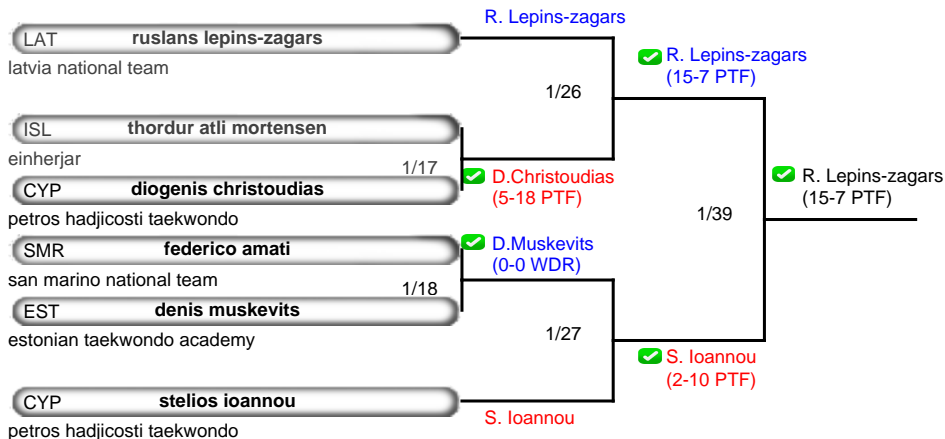 R. Lepins-zagars
LAT ruslans lepins-zagars
latvia national team
R. Lepins-zagars
(15-7 PTF)
1/26
ISL thordur atli mortensen
einherjar
1/17
D.Christoudias
(5-18 PTF)
CYP diogenis christoudias
petros hadjicosti taekwondo
R. Lepins-zagars
(15-7 PTF)
1/39
SMR federico amati
san marino national team
D.Muskevits
(0-0 WDR)
1/18
EST denis muskevits
estonian taekwondo academy
1/27
S. Ioannou
(2-10 PTF)
CYP stelios ioannou
petros hadjicosti taekwondo
S. Ioannou